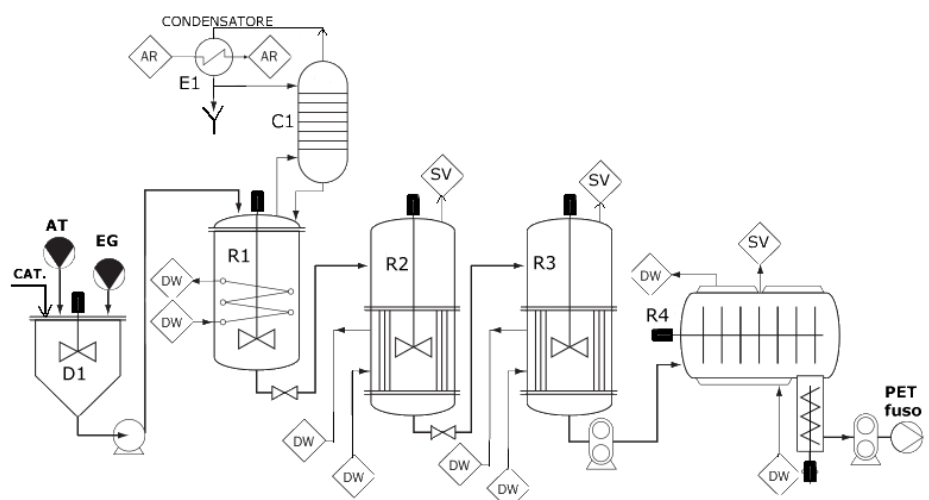 CONDENSATORE
AR
AR
E1
C1
SV
SV
AT
EG
CAT.
R1
R2
R3
DW
SV
DW
DW
R4
D1
DW
DW
DW
DW
DW
PET
fuso